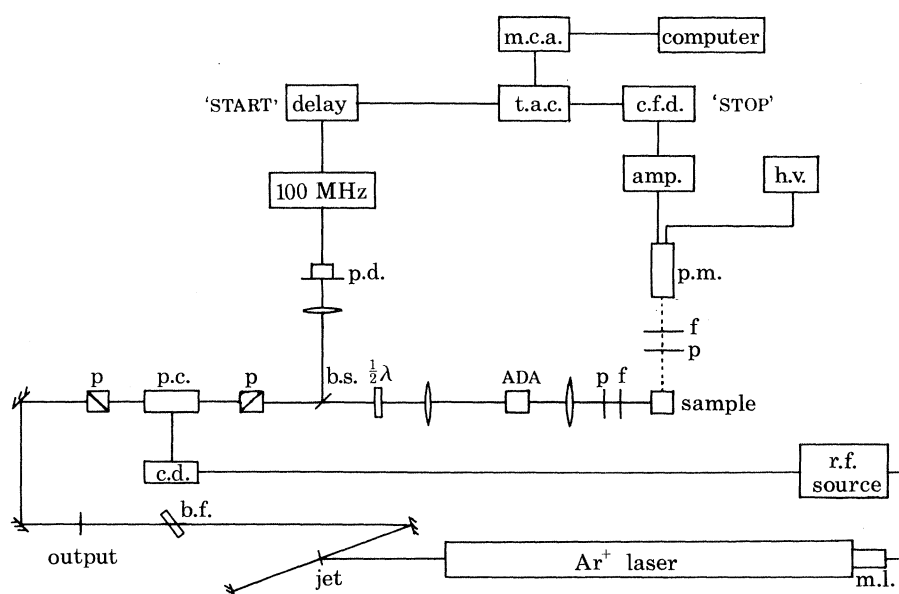 m.c.a. computer
'START' delay t.a.c. c.f.d. 'STOP'
100 MHz amp. h.v.
p.d. p.m.
f
p
p p.c. p b.s. ½λ ADA p f sample
c.d. r.f.
source
b.f.
output
jet Ar⁺ laser m.l.